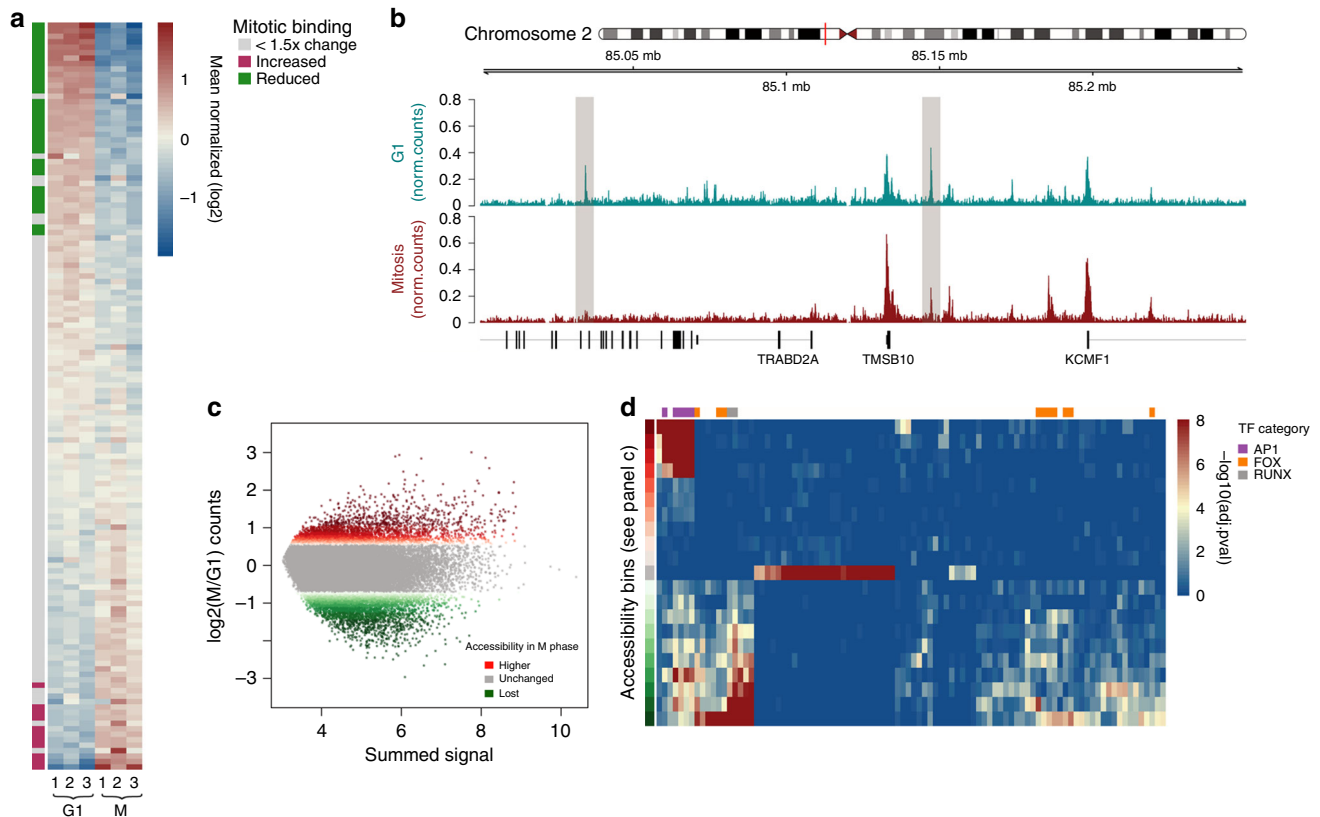 a
Mitotic binding
< 1.5x change
Increased
Reduced
1
0
−1
Mean normalized (log2)
1 2 3 1 2 3
G1 M
b
Chromosome 2
85.05 mb 85.15 mb
85.1 mb 85.2 mb
0.8
0.6
0.4
0.2
0
G1
(norm.counts)
0.8
0.6
0.4
0.2
0
Mitosis
(norm.counts)
TRABD2A TMSB10 KCMF1
c
3
2
1
0
−1
−3
log2(M/G1) counts
Accessibility in M phase
Higher
Unchanged
Lost
4 6 8 10
Summed signal
d
Accessibility bins (see panel c)
8
6
4
2
0
−log10(adj.pval)
TF category
AP1
FOX
RUNX